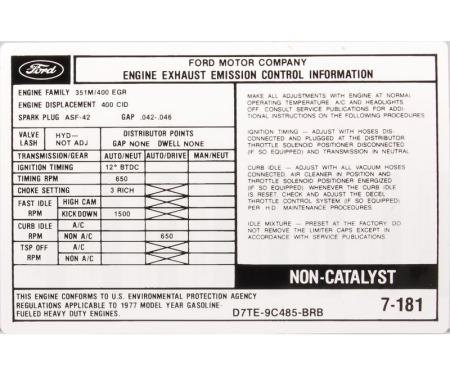 Ford
FORD MOTOR COMPANY
ENGINE EXHAUST EMISSION CONTROL INFORMATION
ENGINE FAMILY 351M/400 EGR
ENGINE DISPLACEMENT 400 CID
SPARK PLUG ASF-42 GAP .042-.046
VALVE LASH HYD– NOT ADJ DISTRIBUTOR POINTS GAP NONE DWELL NONE
TRANSMISSION/GEAR AUTO/NEUT AUTO/DRIVE MAN/NEUT
IGNITION TIMING 12° BTDC
TIMING RPM 650
CHOKE SETTING 3 RICH
FAST IDLE RPM HIGH CAM
KICKDOWN 1500
CURB IDLE RPM A/C
NON A/C 650
TSP OFF RPM A/C
NON A/C
MAKE ALL ADJUSTMENTS WITH ENGINE AT NORMAL
OPERATING TEMPERATURE, A/C AND HEADLIGHTS
OFF. CONSULT SERVICE PUBLICATIONS FOR ADDI
TIONAL INSTRUCTIONS ON THE FOLLOWING PROCEDURES
IGNITION TIMING – ADJUST WITH HOSES DIS-
CONNECTED AND PLUGGED AT THE DISTRIBUTOR
THROTTLE SOLENOID POSITIONER DISCONNECTED
(IF SO EQUIPPED) AND TRANSMISSION IN NEUTRAL
CURB IDLE – ADJUST WITH ALL VACUUM HOSES
CONNECTED, AIR CLEANER IN POSITION AND
THROTTLE SOLENOID POSITIONER ENERGIZED
(IF SO EQUIPPED) WHENEVER THE CURB IDLE
IS RESET, CHECK AND ADJUST THE DECEL
THROTTLE CONTROL SYSTEM (IF SO EQUIPPED)
PER H.D. MAINTENANCE PROCEDURES.
IDLE MIXTURE – PRESET AT THE FACTORY. DO
NOT REMOVE THE LIMITER CAPS EXCEPT IN
ACCORDANCE WITH SERVICE PUBLICATIONS
NON-CATALYST
THIS ENGINE CONFORMS TO U.S. ENVIRONMENTAL PROTECTION AGENCY
REGULATIONS APPLICABLE TO 1977 MODEL YEAR GASOLINE-
FUELED HEAVY DUTY ENGINES.
D7TE-9C485-BRB
7-181